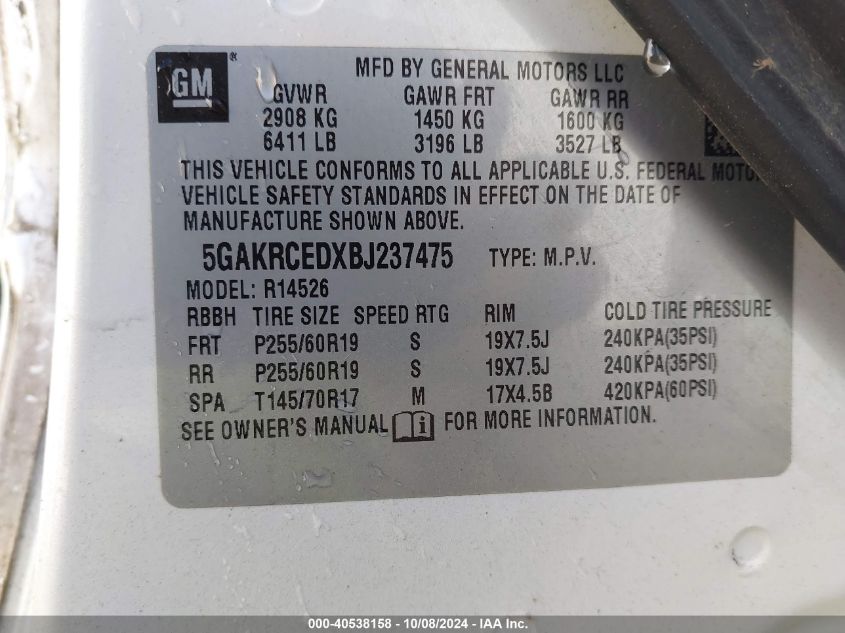 GM ®
MFD BY GENERAL MOTORS LLC
GVWR GAWR FRT GAWR RR
2908 KG 1450 KG 1600 KG
6411 LB 3196 LB 3527 LB
THIS VEHICLE CONFORMS TO ALL APPLICABLE U.S. FEDERAL MOTOR
VEHICLE SAFETY STANDARDS IN EFFECT ON THE DATE OF
MANUFACTURE SHOWN ABOVE.
5GAKRCEDXBJ237475 TYPE: M.P.V.
MODEL: R14526
RBBH TIRE SIZE SPEED RTG RIM COLD TIRE PRESSURE
FRT P255/60R19 S 19X7.5J 240KPA(35PSI)
RR P255/60R19 S 19X7.5J 240KPA(35PSI)
SPA T145/70R17 M 17X4.5B 420KPA(60PSI)
SEE OWNER'S MANUAL i FOR MORE INFORMATION.
000-40538158 - 10/08/2024 - IAA Inc.